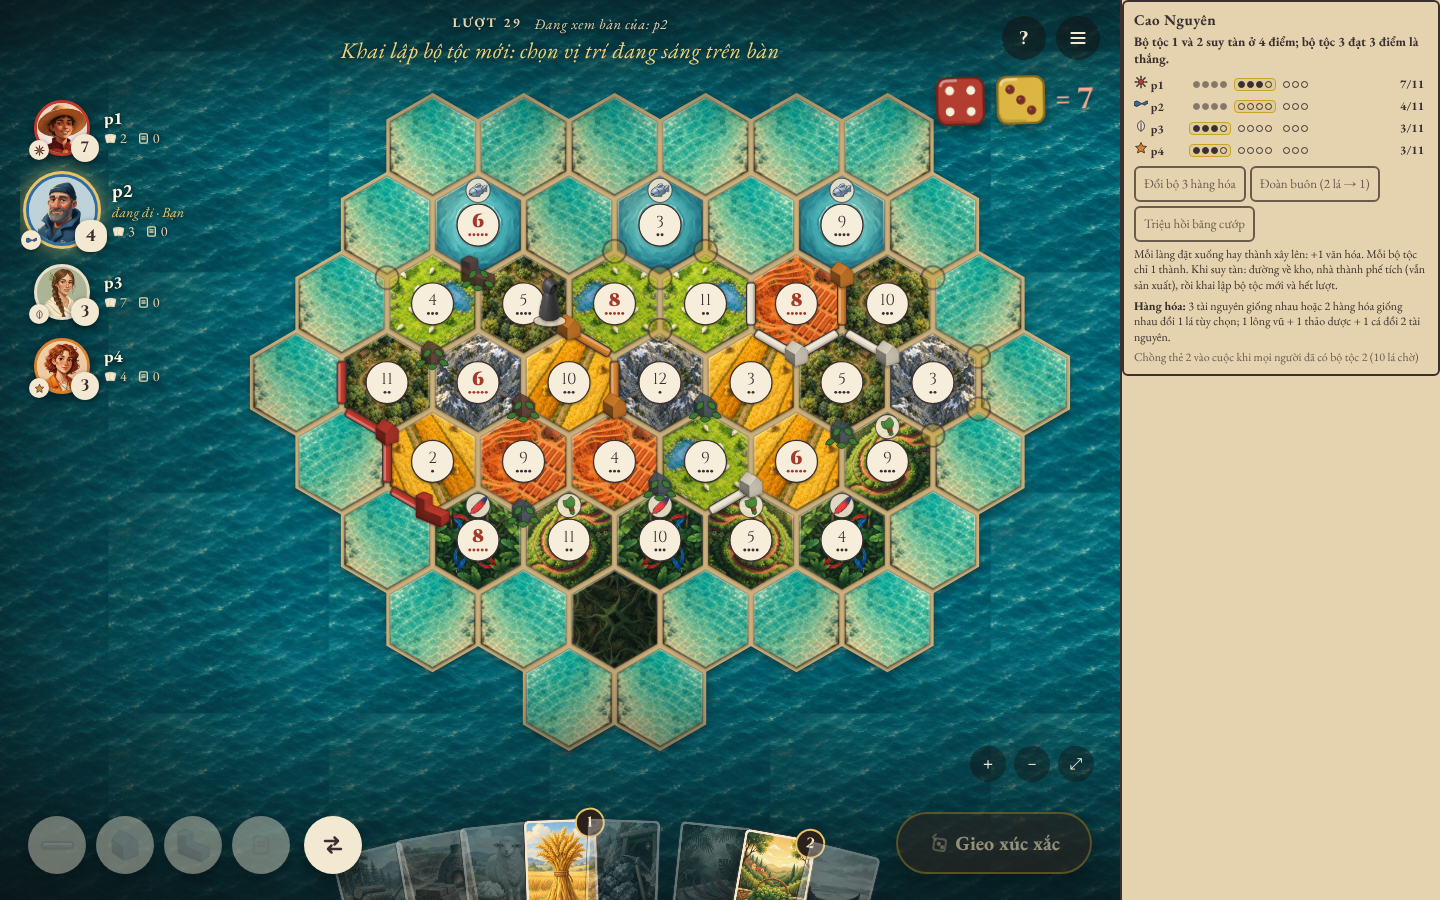 LƯỢT 29 Đang xem bàn của: p2
Khai lập bộ tộc mới: chọn vị trí đang sáng trên bàn
?
= 7
p1
2 0
7
p2
đang đi · Bạn
3 0
4
p3
7 0
3
p4
4 0
3
6 3 9
4 5 8 11 8 10
11 6 10 12 3 5 3
2 9 4 9 6 9
8 11 10 5 4
+ −
1
2
Gieo xúc xắc
Cao Nguyên
Bộ tộc 1 và 2 suy tàn ở 4 điểm; bộ tộc 3 đạt 3 điểm là
thắng.
p1 7/11
p2 4/11
p3 3/11
p4 3/11
Đổi bộ 3 hàng hóa
Đoàn buôn (2 lá → 1)
Triệu hồi băng cướp
Mỗi làng đặt xuống hay thành xây lên: +1 văn hóa. Mỗi bộ tộc
chỉ 1 thành. Khi suy tàn: đường về kho, nhà thành phế tích (vẫn
sản xuất), rồi khai lập bộ tộc mới và hết lượt.
Hàng hóa: 3 tài nguyên giống nhau hoặc 2 hàng hóa giống
nhau đổi 1 lá tùy chọn; 1 lông vũ + 1 thảo dược + 1 cá đổi 2 tài
nguyên.
Chồng thẻ 2 vào cuộc khi mọi người đã có bộ tộc 2 (10 lá chờ)